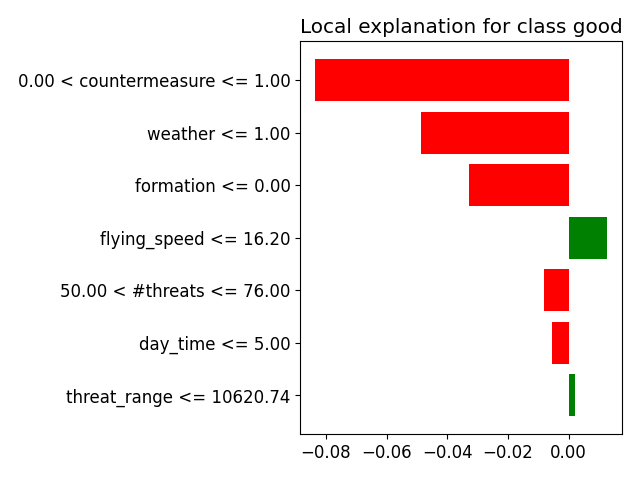 Local explanation for class good
0.00 < countermeasure <= 1.00
weather <= 1.00
formation <= 0.00
flying_speed <= 16.20
50.00 < #threats <= 76.00
day_time <= 5.00
threat_range <= 10620.74
−0.08 −0.06 −0.04 −0.02 0.00